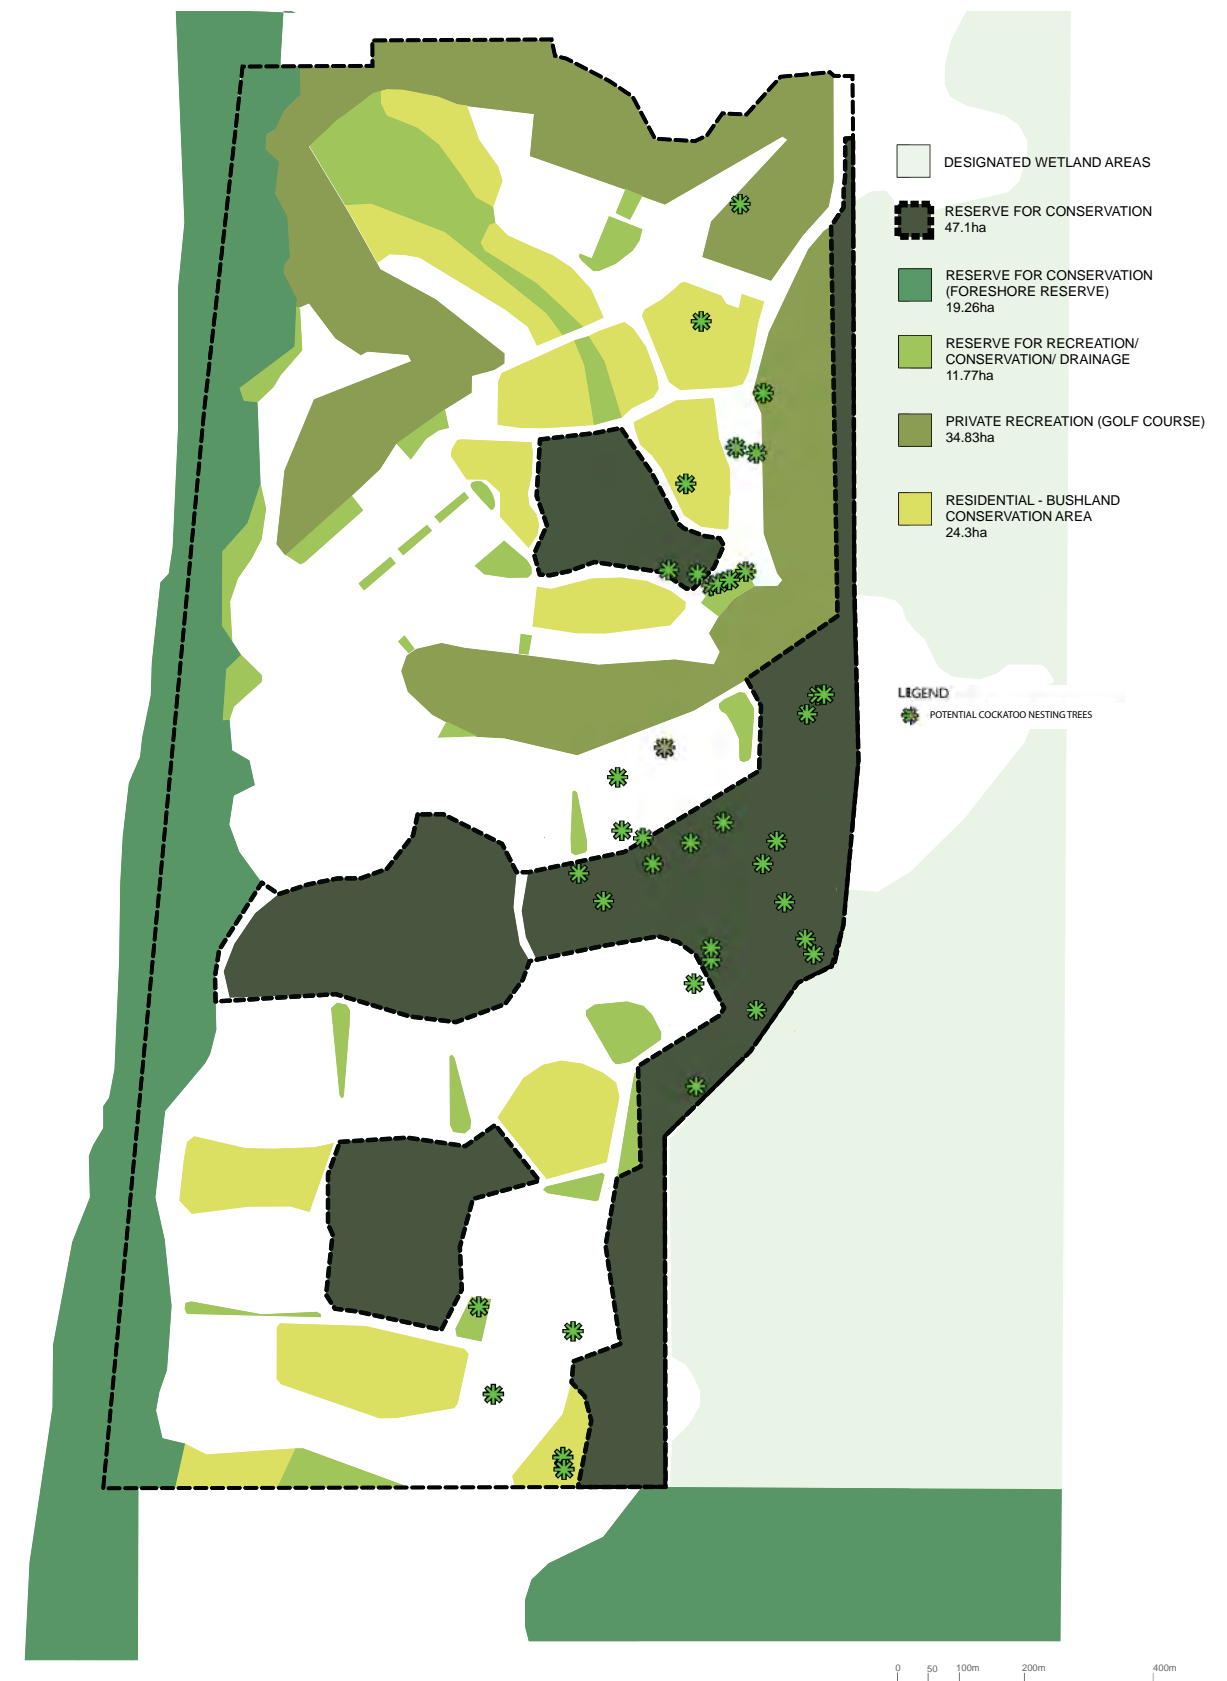 DESIGNATED WETLAND AREAS
RESERVE FOR CONSERVATION
47.1ha
RESERVE FOR CONSERVATION
(FORESHORE RESERVE)
19.26ha
RESERVE FOR RECREATION/
CONSERVATION/ DRAINAGE
11.77ha
PRIVATE RECREATION (GOLF COURSE)
34.83ha
RESIDENTIAL - BUSHLAND
CONSERVATION AREA
24.3ha
LEGEND
POTENTIAL COCKATOO NESTING TREES
0 50 100m 200m 400m